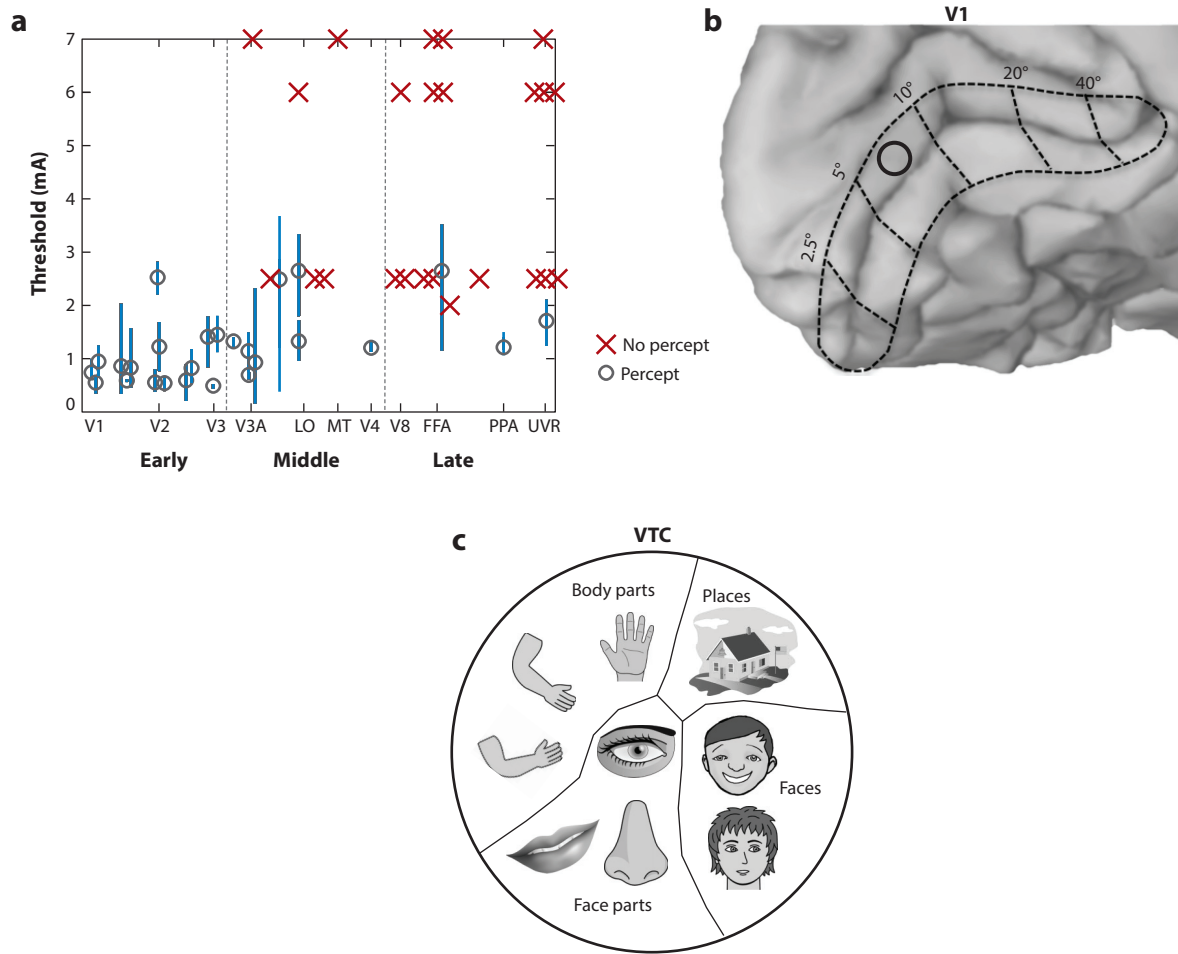 a
Threshold (mA)
7
6
5
4
3
2
1
0
V1 V2 V3 V3A LO MT V4 V8 FFA PPA UVR
Early Middle Late
No percept
Percept
b
V1
2.5°
5°
10°
20°
40°
c
VTC
Body parts
Places
Faces
Face parts